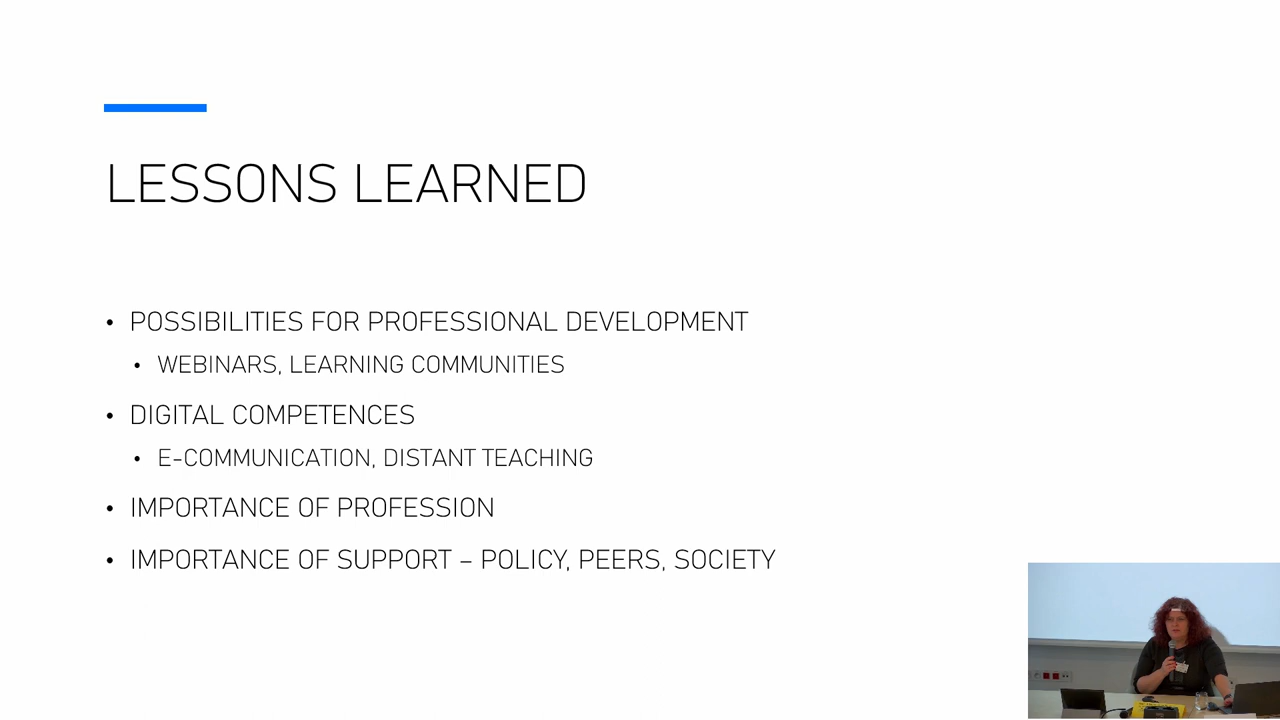 LESSONS LEARNED
• POSSIBILITIES FOR PROFESSIONAL DEVELOPMENT
• WEBINARS, LEARNING COMMUNITIES
• DIGITAL COMPETENCES
• E-COMMUNICATION, DISTANT TEACHING
• IMPORTANCE OF PROFESSION
• IMPORTANCE OF SUPPORT – POLICY, PEERS, SOCIETY